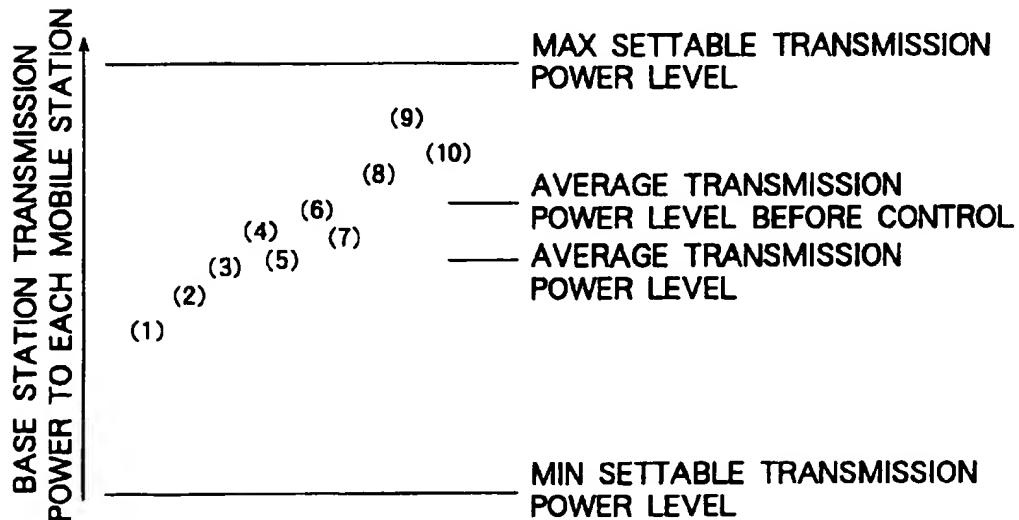 BASE STATION TRANSMISSION
POWER TO EACH MOBILE STATION
MAX SETTABLE TRANSMISSION
POWER LEVEL
(9)
(10)
(8)
AVERAGE TRANSMISSION
POWER LEVEL BEFORE CONTROL
(6)
(4)
(7)
(5)
AVERAGE TRANSMISSION
POWER LEVEL
(3)
(2)
(1)
MIN SETTABLE TRANSMISSION
POWER LEVEL